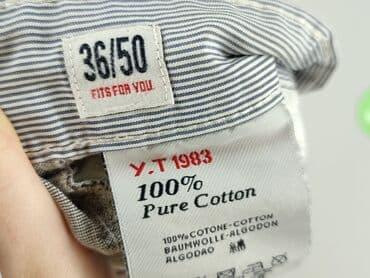 36/50
FITS FOR YOU.
Y.T 1983
100%
Pure Cotton
100% COTONE-COTTON
BAUMWOLLE-ALGODON
ALGODAO